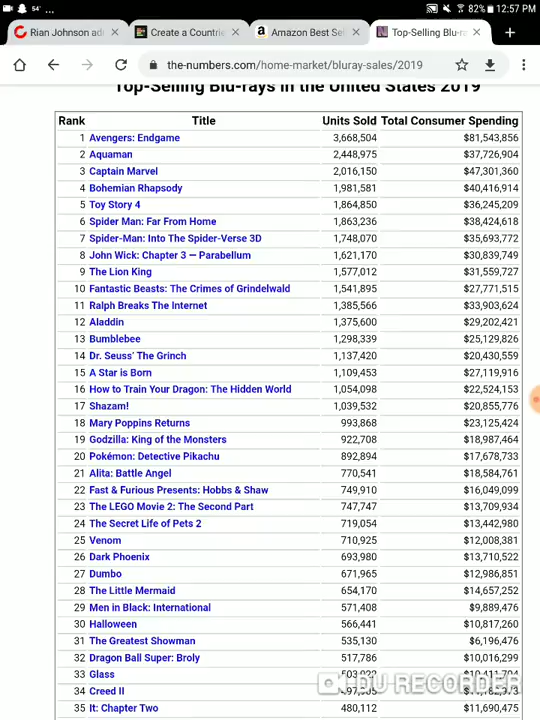 54' ... 82% 12:57 PM
Rian Johnson ad Create a Countrie Amazon Best Sel Top-Selling Blu-ra
the-numbers.com/home-market/bluray-sales/2019
Top-Selling Blu-rays in the United States 2019
Rank Title Units Sold Total Consumer Spending
1 Avengers: Endgame 3,668,504 $81,543,856
2 Aquaman 2,448,975 $37,726,904
3 Captain Marvel 2,016,150 $47,301,360
4 Bohemian Rhapsody 1,981,581 $40,416,914
5 Toy Story 4 1,864,850 $36,245,209
6 Spider Man: Far From Home 1,863,236 $38,424,618
7 Spider-Man: Into The Spider-Verse 3D 1,748,070 $35,693,772
8 John Wick: Chapter 3 — Parabellum 1,621,170 $30,839,749
9 The Lion King 1,577,012 $31,559,727
10 Fantastic Beasts: The Crimes of Grindelwald 1,541,895 $27,771,515
11 Ralph Breaks The Internet 1,385,566 $33,903,624
12 Aladdin 1,375,600 $29,202,421
13 Bumblebee 1,298,339 $25,129,826
14 Dr. Seuss’ The Grinch 1,137,420 $20,430,559
15 A Star is Born 1,109,453 $27,119,916
16 How to Train Your Dragon: The Hidden World 1,054,098 $22,524,153
17 Shazam! 1,039,532 $20,855,776
18 Mary Poppins Returns 993,868 $23,125,424
19 Godzilla: King of the Monsters 922,708 $18,987,464
20 Pokémon: Detective Pikachu 892,894 $17,678,733
21 Alita: Battle Angel 770,541 $18,584,761
22 Fast & Furious Presents: Hobbs & Shaw 749,910 $16,049,099
23 The LEGO Movie 2: The Second Part 747,747 $13,709,934
24 The Secret Life of Pets 2 719,054 $13,442,980
25 Venom 710,925 $12,008,381
26 Dark Phoenix 693,980 $13,710,522
27 Dumbo 671,965 $12,986,851
28 The Little Mermaid 654,170 $14,657,252
29 Men in Black: International 571,408 $9,889,476
30 Halloween 566,441 $10,817,260
31 The Greatest Showman 535,130 $6,196,476
32 Dragon Ball Super: Broly 517,786 $10,016,299
33 Glass
DU RECORDER
34 Creed II
35 It: Chapter Two 480,112 $11,690,475